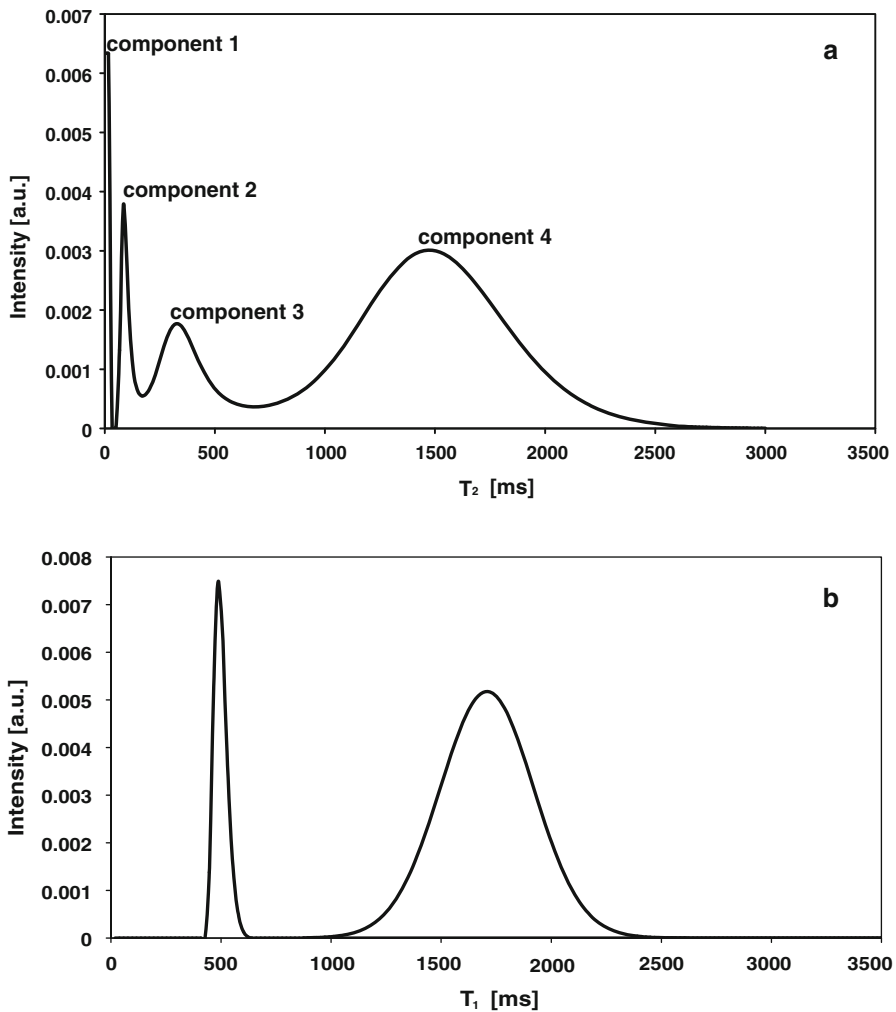 0.007
component 1
a
0.006
0.005
component 2
0.004
component 4
0.003
component 3
0.002
0.001
0
Intensity [a.u.]
0 500 1000 1500 2000 2500 3000 3500
T₂ [ms]
0.008
b
0.007
0.006
0.005
0.004
0.003
0.002
0.001
0
Intensity [a.u.]
0 500 1000 1500 2000 2500 3000 3500
T₁ [ms]